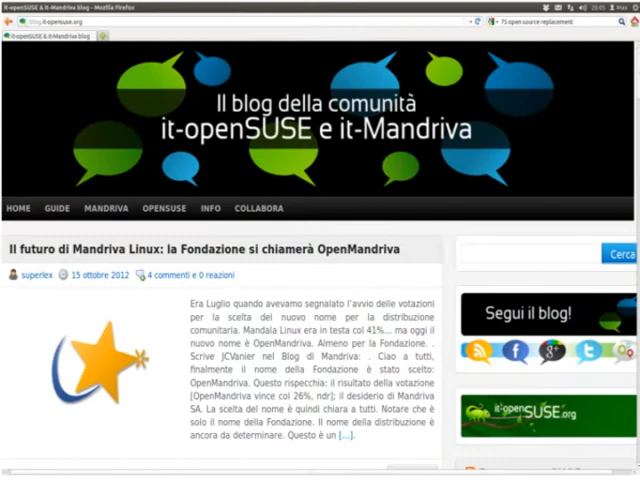 it-openSUSE & it-Mandriva blog - Mozilla Firefox
20:05 Max
blog.it-opensuse.org
75 open source replacement
it-openSUSE & it-Mandriva blog
Il blog della comunità
it-openSUSE e it-Mandriva
HOME GUIDE MANDRIVA OPENSUSE INFO COLLABORA
Il futuro di Mandriva Linux: la Fondazione si chiamerà OpenMandriva
superlex 15 ottobre 2012 4 commenti e 0 reazioni
Era Luglio quando avevamo segnalato l'avvio delle votazioni
per la scelta del nuovo nome per la distribuzione
comunitaria. Mandala Linux era in testa col 41%... ma oggi il
nuovo nome è OpenMandriva. Almeno per la Fondazione. .
Scrive JCVanier nel Blog di Mandriva: . Ciao a tutti,
finalmente il nome della Fondazione è stato scelto:
OpenMandriva. Questo rispecchia: il risultato della votazione
[OpenMandriva vince col 26%, ndr]; il desiderio di Mandriva
SA. La scelta del nome è quindi chiara a tutti. Notare che è
solo il nome della Fondazione. Il nome della distribuzione è
ancora da determinare. Questo è un [...].
Cerca
Segui il blog!
it-openSUSE.org